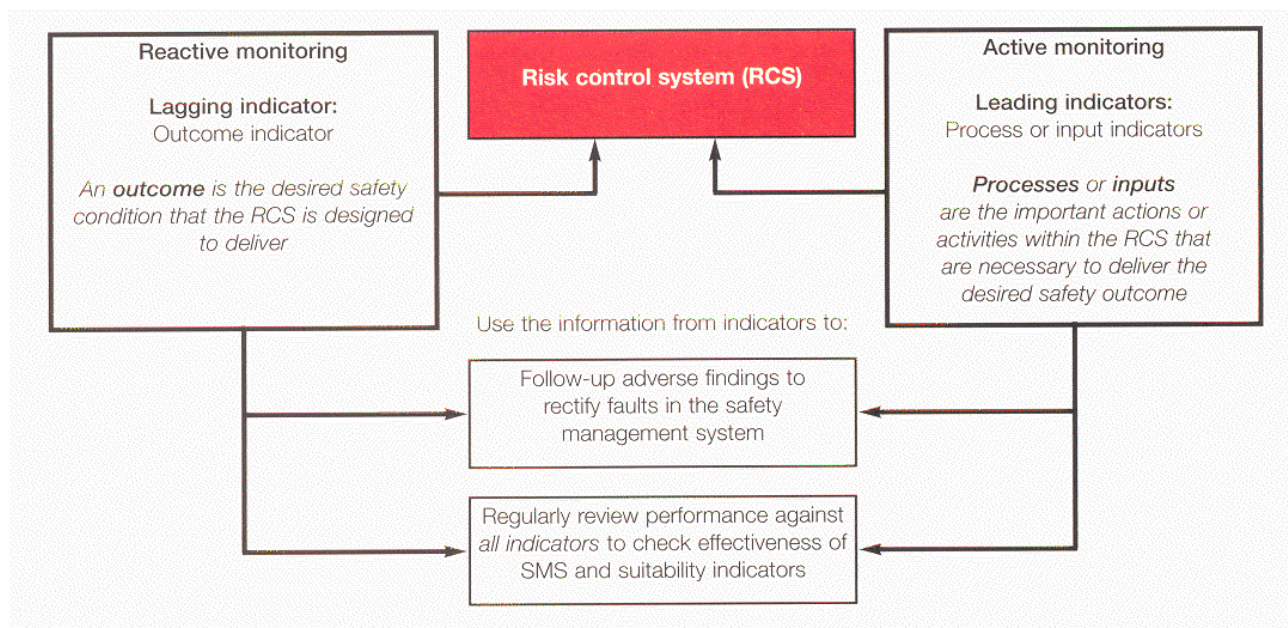 Reactive monitoring
Lagging indicator:
Outcome indicator
An outcome is the desired safety
condition that the RCS is designed
to deliver
Risk control system (RCS)
Active monitoring
Leading indicators:
Process or input indicators
Processes or inputs
are the important actions or
activities within the RCS that
are necessary to deliver the
desired safety outcome
Use the information from indicators to:
Follow-up adverse findings to
rectify faults in the safety
management system
Regularly review performance against
all indicators to check effectiveness of
SMS and suitability indicators